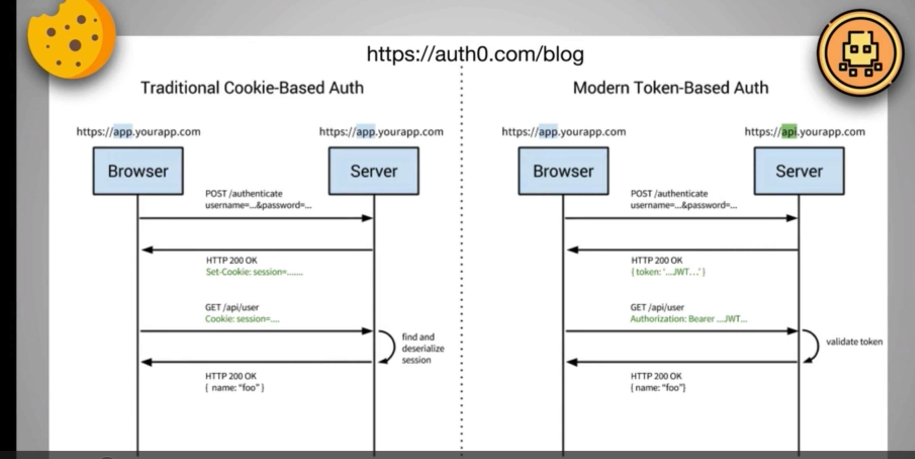 https://auth0.com/blog
Traditional Cookie-Based Auth
https://app.yourapp.com
https://app.yourapp.com
Browser
Server
POST /authenticate
username=...&password=...
HTTP 200 OK
Set-Cookie: session=.......
GET /api/user
Cookie: session=....
find and
deserialize
session
HTTP 200 OK
{ name: "foo" }
Modern Token-Based Auth
https://app.yourapp.com
https://api.yourapp.com
Browser
Server
POST /authenticate
username=...&password=...
HTTP 200 OK
{ token: '...JWT...' }
GET /api/user
Authorization: Bearer ...JWT...
validate token
HTTP 200 OK
{name: "foo"}